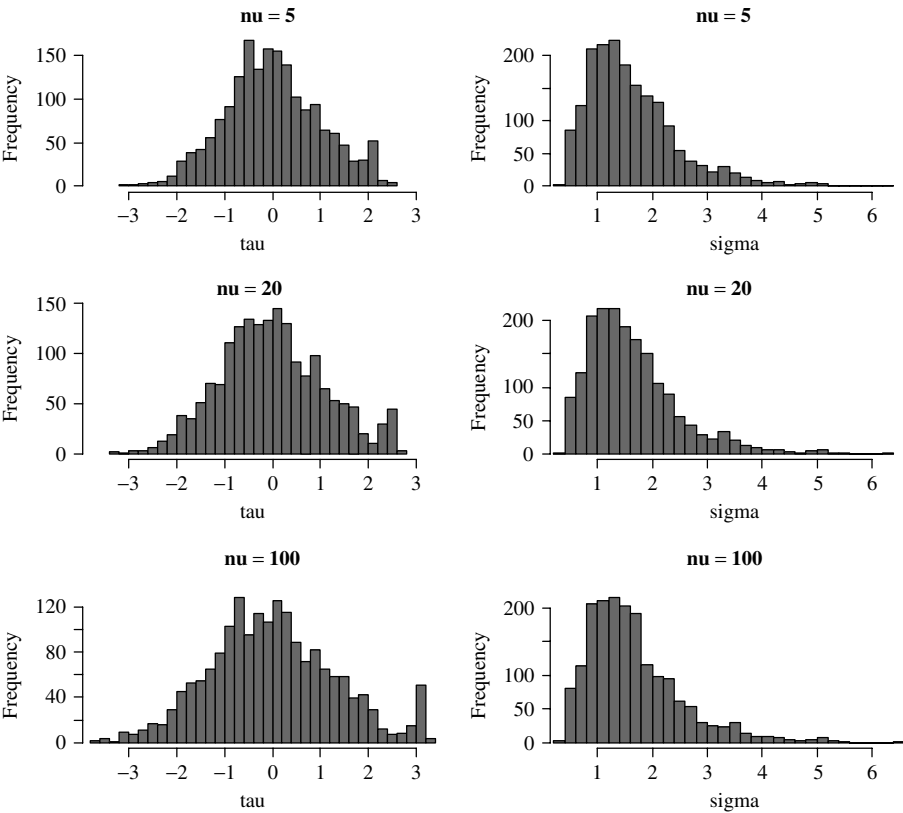 nu = 5
nu = 5
Frequency
0 50 100 150
−3 −2 −1 0 1 2 3
tau
Frequency
0 50 100 200
1 2 3 4 5 6
sigma
nu = 20
nu = 20
Frequency
0 50 100 150
−3 −2 −1 0 1 2 3
tau
Frequency
0 50 100 200
1 2 3 4 5 6
sigma
nu = 100
nu = 100
Frequency
0 40 80 120
−3 −2 −1 0 1 2 3
tau
Frequency
0 50 100 200
1 2 3 4 5 6
sigma